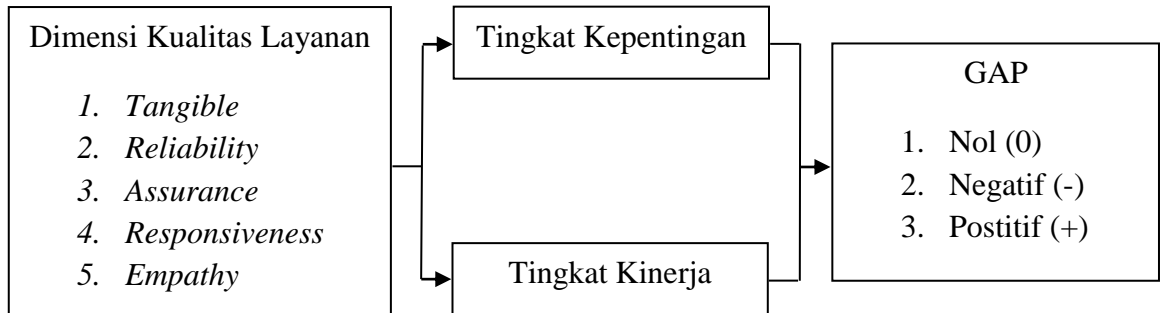 Dimensi Kualitas Layanan
1. Tangible
2. Reliability
3. Assurance
4. Responsiveness
5. Empathy
Tingkat Kepentingan
Tingkat Kinerja
GAP
1. Nol (0)
2. Negatif (-)
3. Postitif (+)